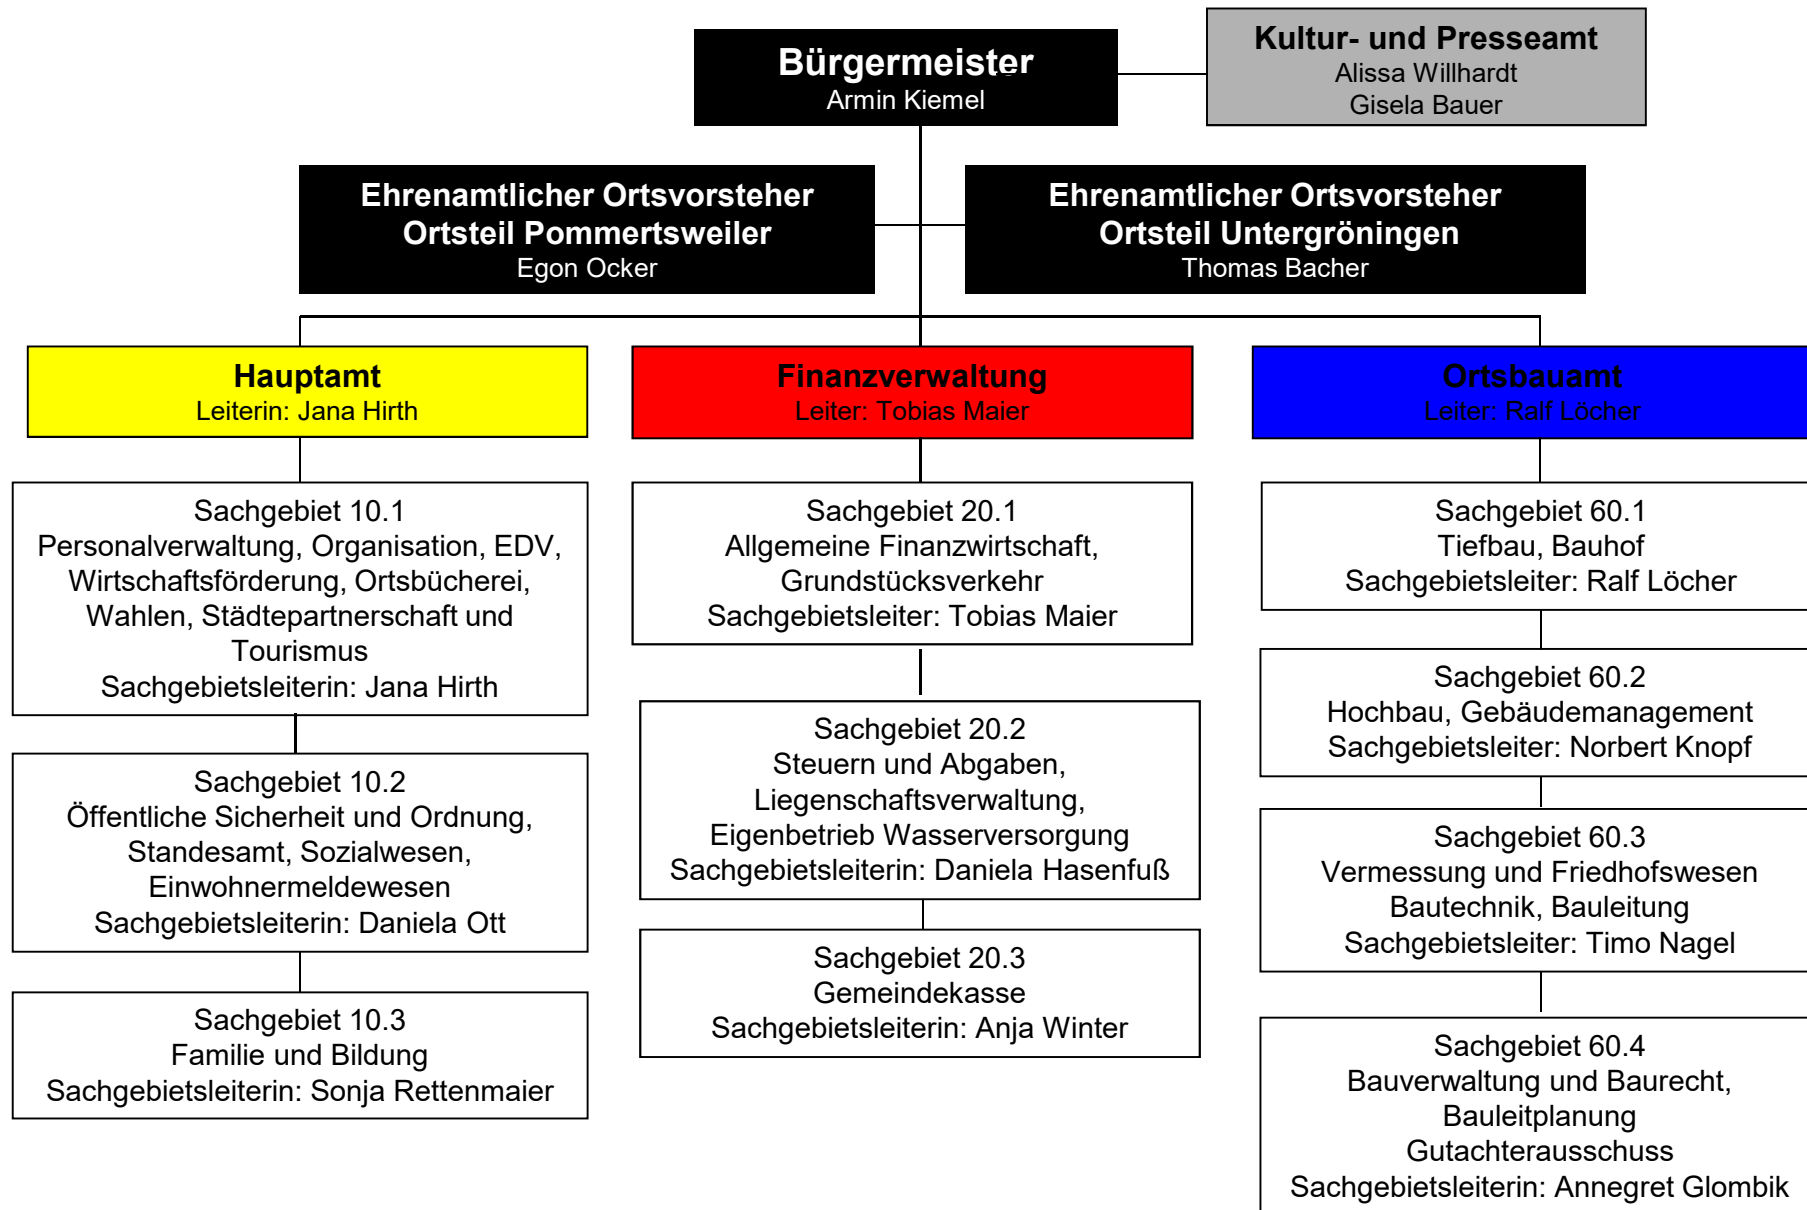 Bürgermeister
Armin Kiemel
Kultur- und Presseamt
Alissa Willhardt
Gisela Bauer
Ehrenamtlicher Ortsvorsteher
Ortsteil Pommertsweiler
Egon Ocker
Ehrenamtlicher Ortsvorsteher
Ortsteil Untergröningen
Thomas Bacher
Hauptamt
Leiterin: Jana Hirth
Sachgebiet 10.1
Personalverwaltung, Organisation, EDV,
Wirtschaftsförderung, Ortsbücherei,
Wahlen, Städtepartnerschaft und
Tourismus
Sachgebietsleiterin: Jana Hirth
Sachgebiet 10.2
Öffentliche Sicherheit und Ordnung,
Standesamt, Sozialwesen,
Einwohnermeldewesen
Sachgebietsleiterin: Daniela Ott
Sachgebiet 10.3
Familie und Bildung
Sachgebietsleiterin: Sonja Rettenmaier
Finanzverwaltung
Leiter: Tobias Maier
Sachgebiet 20.1
Allgemeine Finanzwirtschaft,
Grundstücksverkehr
Sachgebietsleiter: Tobias Maier
Sachgebiet 20.2
Steuern und Abgaben,
Liegenschaftsverwaltung,
Eigenbetrieb Wasserversorgung
Sachgebietsleiterin: Daniela Hasenfuß
Sachgebiet 20.3
Gemeindekasse
Sachgebietsleiterin: Anja Winter
Ortsbauamt
Leiter: Ralf Löcher
Sachgebiet 60.1
Tiefbau, Bauhof
Sachgebietsleiter: Ralf Löcher
Sachgebiet 60.2
Hochbau, Gebäudemanagement
Sachgebietsleiter: Norbert Knopf
Sachgebiet 60.3
Vermessung und Friedhofswesen
Bautechnik, Bauleitung
Sachgebietsleiter: Timo Nagel
Sachgebiet 60.4
Bauverwaltung und Baurecht,
Bauleitplanung
Gutachterausschuss
Sachgebietsleiterin: Annegret Glombik